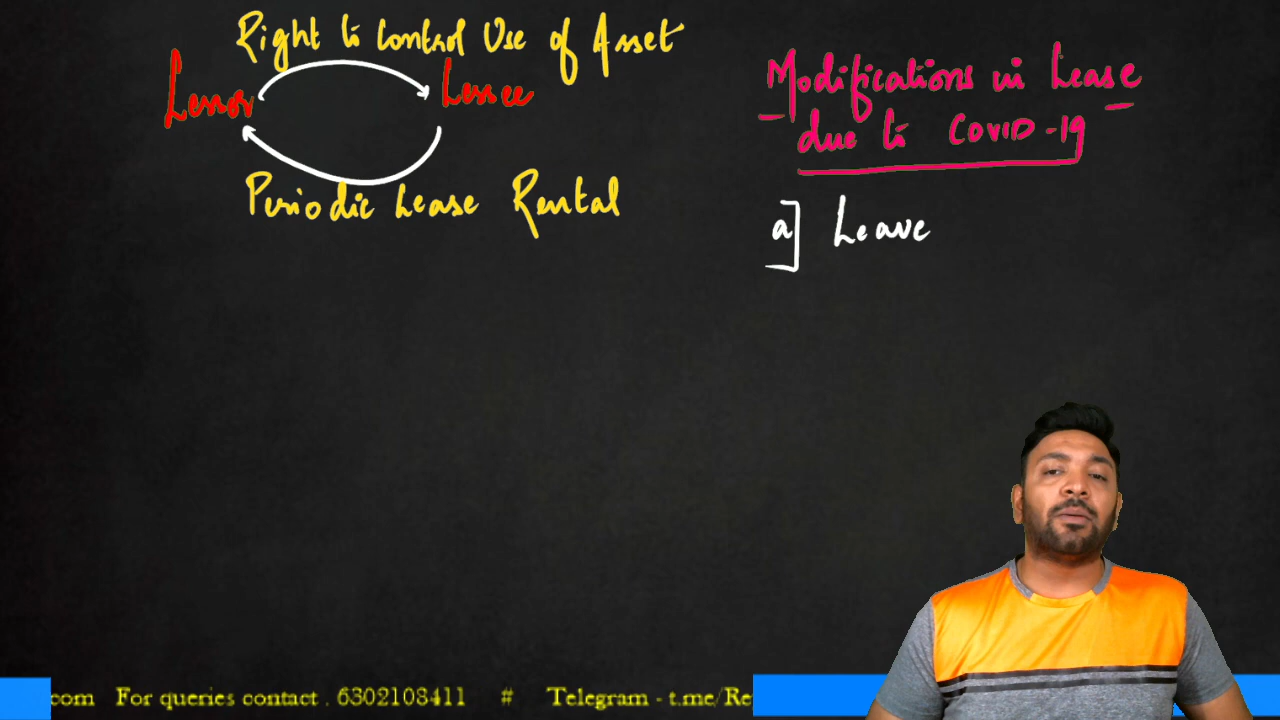 Right to Control Use of Asset
Lessor Lessee
Periodic Lease Rental
Modifications in Lease
due to COVID-19
a] Leave
.com For queries contact . 6302108411 # Telegram - t.me/Re